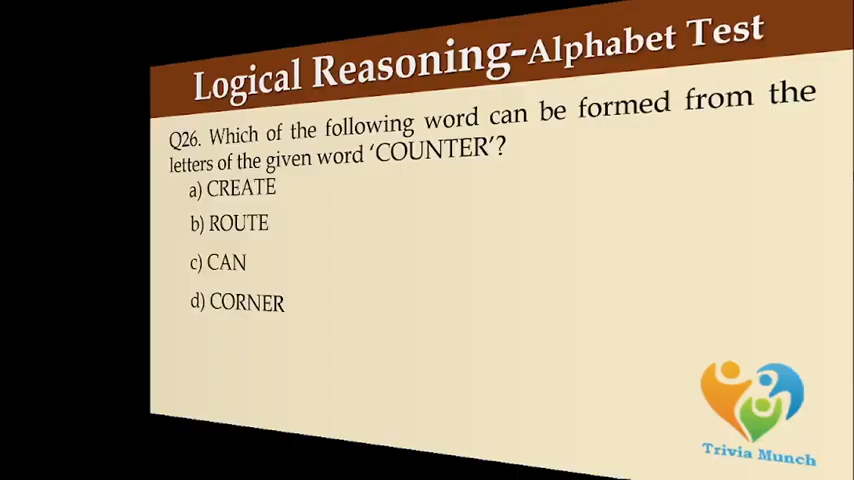 Logical Reasoning-Alphabet Test
Q26. Which of the following word can be formed from the
letters of the given word ‘COUNTER’?
a) CREATE
b) ROUTE
c) CAN
d) CORNER
Trivia Munch